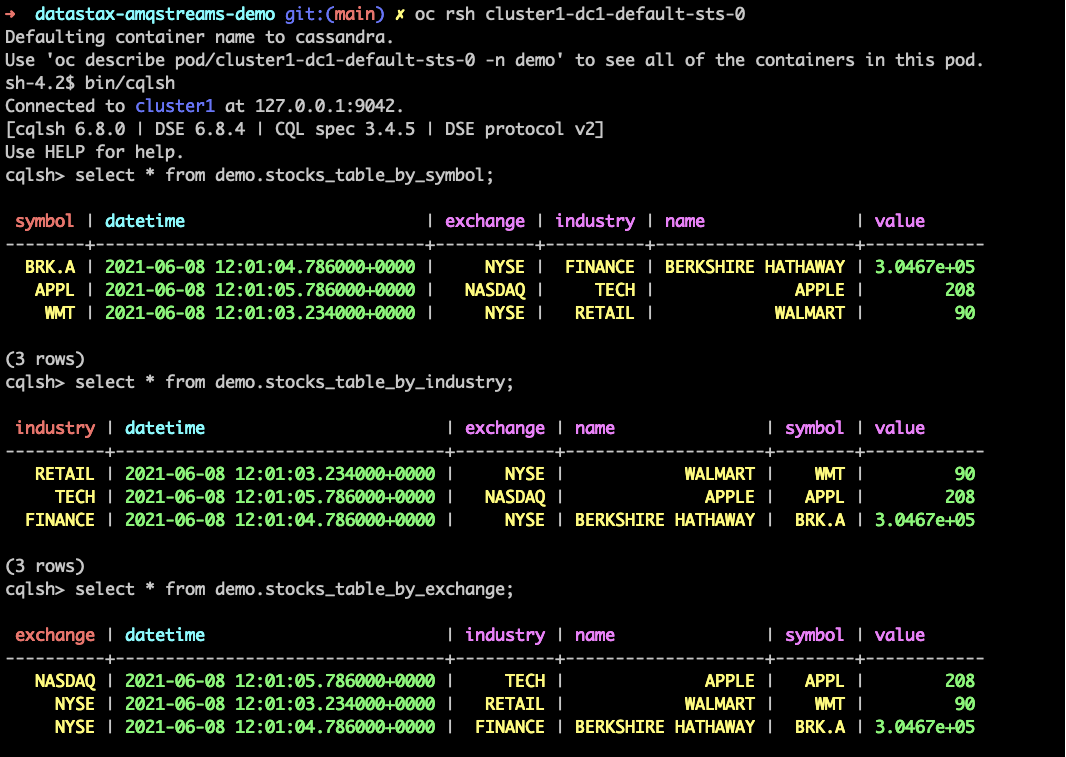 ➜  datastax-amqstreams-demo git:(main) ✗ oc rsh cluster1-dc1-default-sts-0
Defaulting container name to cassandra.
Use 'oc describe pod/cluster1-dc1-default-sts-0 -n demo' to see all of the containers in this pod.
sh-4.2$ bin/cqlsh
Connected to cluster1 at 127.0.0.1:9042.
[cqlsh 6.8.0 | DSE 6.8.4 | CQL spec 3.4.5 | DSE protocol v2]
Use HELP for help.
cqlsh> select * from demo.stocks_table_by_symbol;
 symbol | datetime                        | exchange | industry | name               | value
--------+---------------------------------+----------+----------+--------------------+------------
  BRK.A | 2021-06-08 12:01:04.786000+0000 |     NYSE |  FINANCE | BERKSHIRE HATHAWAY | 3.0467e+05
   APPL | 2021-06-08 12:01:05.786000+0000 |   NASDAQ |     TECH |              APPLE |        208
    WMT | 2021-06-08 12:01:03.234000+0000 |     NYSE |   RETAIL |            WALMART |         90
(3 rows)
cqlsh> select * from demo.stocks_table_by_industry;
 industry | datetime                        | exchange | name               | symbol | value
----------+---------------------------------+----------+--------------------+--------+------------
   RETAIL | 2021-06-08 12:01:03.234000+0000 |     NYSE |            WALMART |    WMT |         90
     TECH | 2021-06-08 12:01:05.786000+0000 |   NASDAQ |              APPLE |   APPL |        208
  FINANCE | 2021-06-08 12:01:04.786000+0000 |     NYSE | BERKSHIRE HATHAWAY |  BRK.A | 3.0467e+05
(3 rows)
cqlsh> select * from demo.stocks_table_by_exchange;
 exchange | datetime                        | industry | name               | symbol | value
----------+---------------------------------+----------+--------------------+--------+------------
   NASDAQ | 2021-06-08 12:01:05.786000+0000 |     TECH |              APPLE |   APPL |        208
     NYSE | 2021-06-08 12:01:03.234000+0000 |   RETAIL |            WALMART |    WMT |         90
     NYSE | 2021-06-08 12:01:04.786000+0000 |  FINANCE | BERKSHIRE HATHAWAY |  BRK.A | 3.0467e+05